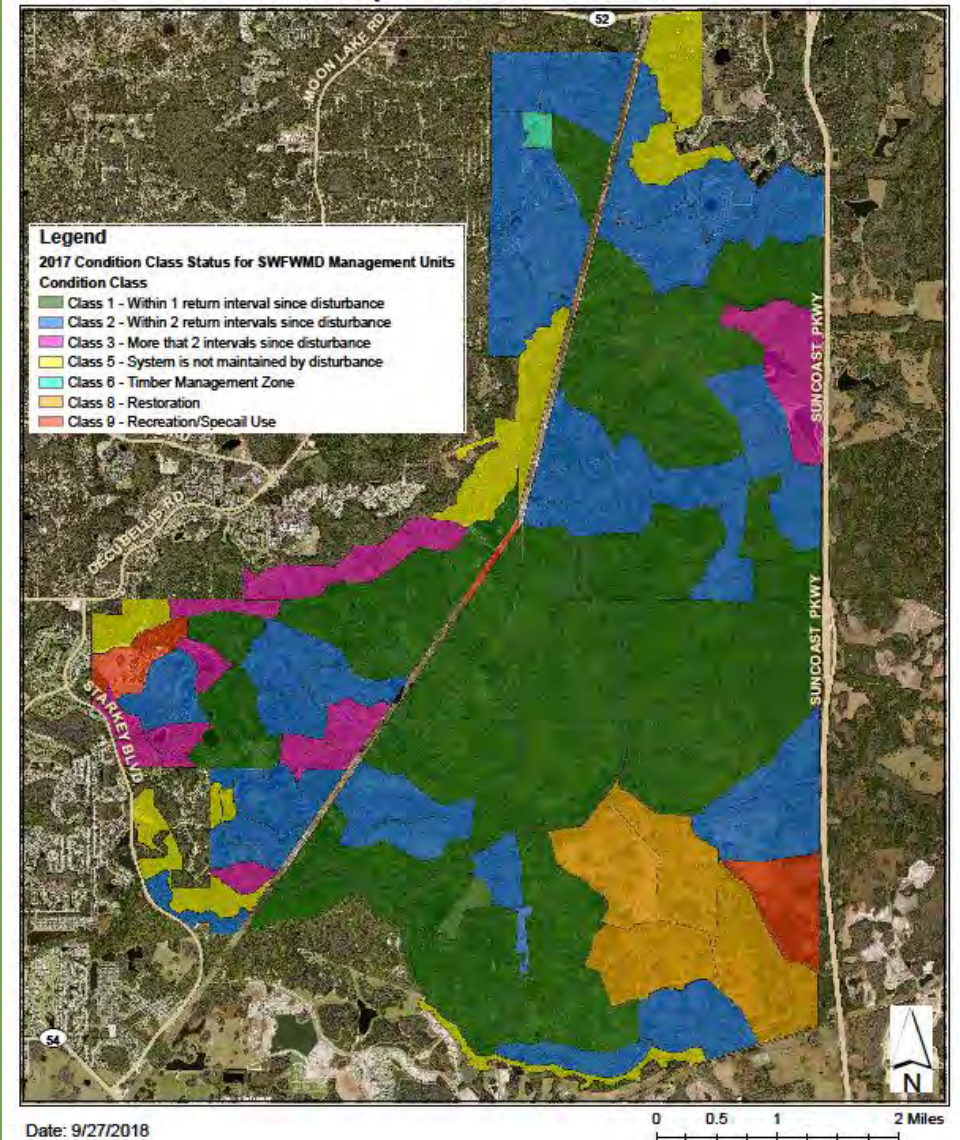 52
MOON LAKE RD
Legend
2017 Condition Class Status for SWFWMD Management Units
Condition Class
Class 1 - Within 1 return interval since disturbance
Class 2 - Within 2 return intervals since disturbance
Class 3 - More that 2 intervals since disturbance
Class 5 - System is not maintained by disturbance
Class 6 - Timber Management Zone
Class 8 - Restoration
Class 9 - Recreation/Specail Use
SUNCOAST PKWY
DECUBELLIS RD
SUNCOAST PKWY
STARKEY BLVD
54
N
Date: 9/27/2018
0 0.5 1 2 Miles